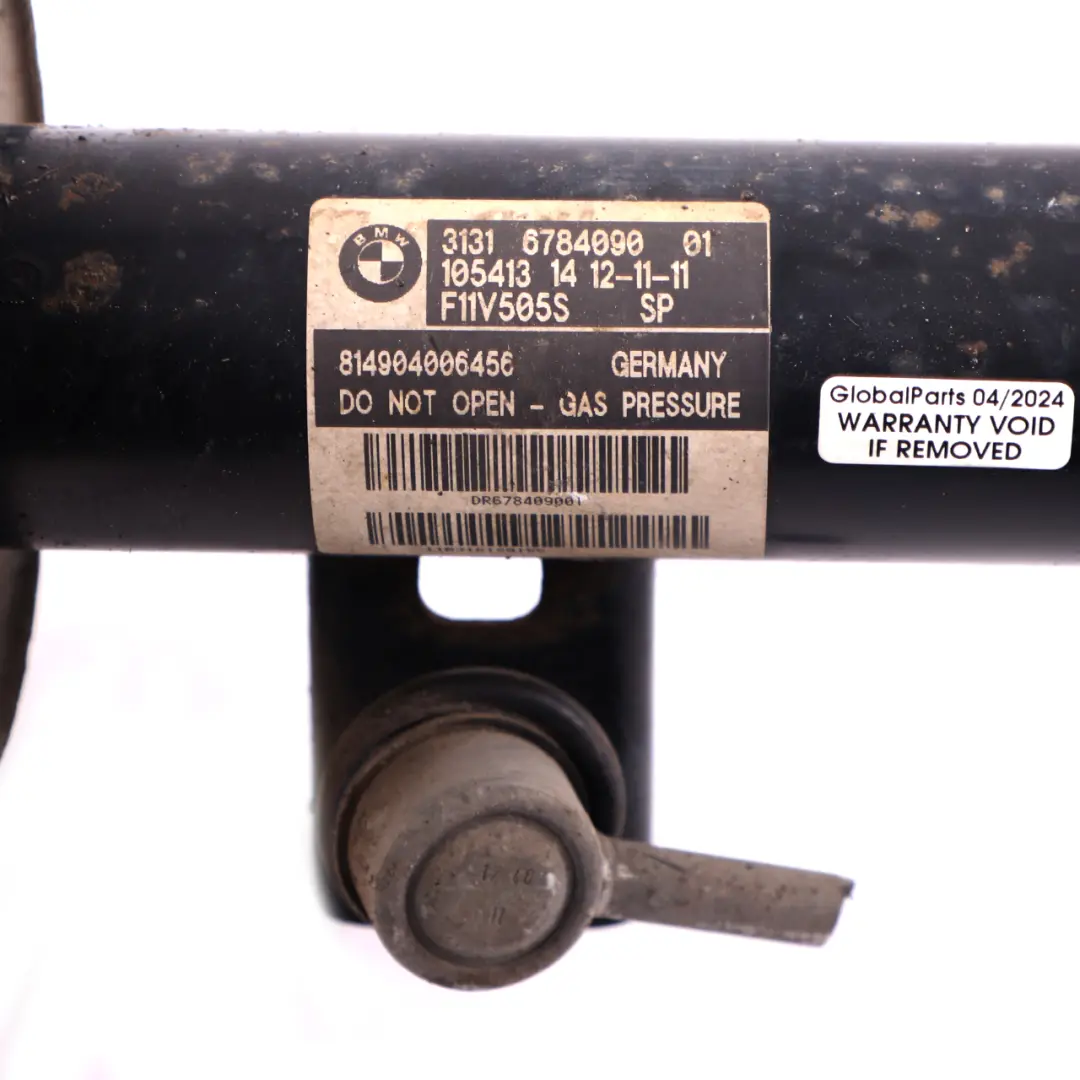 BMW
3131 6784090 01
105413 14 12-11-11
F11V505S SP
814904006456 GERMANY
DO NOT OPEN - GAS PRESSURE
DR678409001
GlobalParts 04/2024
WARRANTY VOID
IF REMOVED